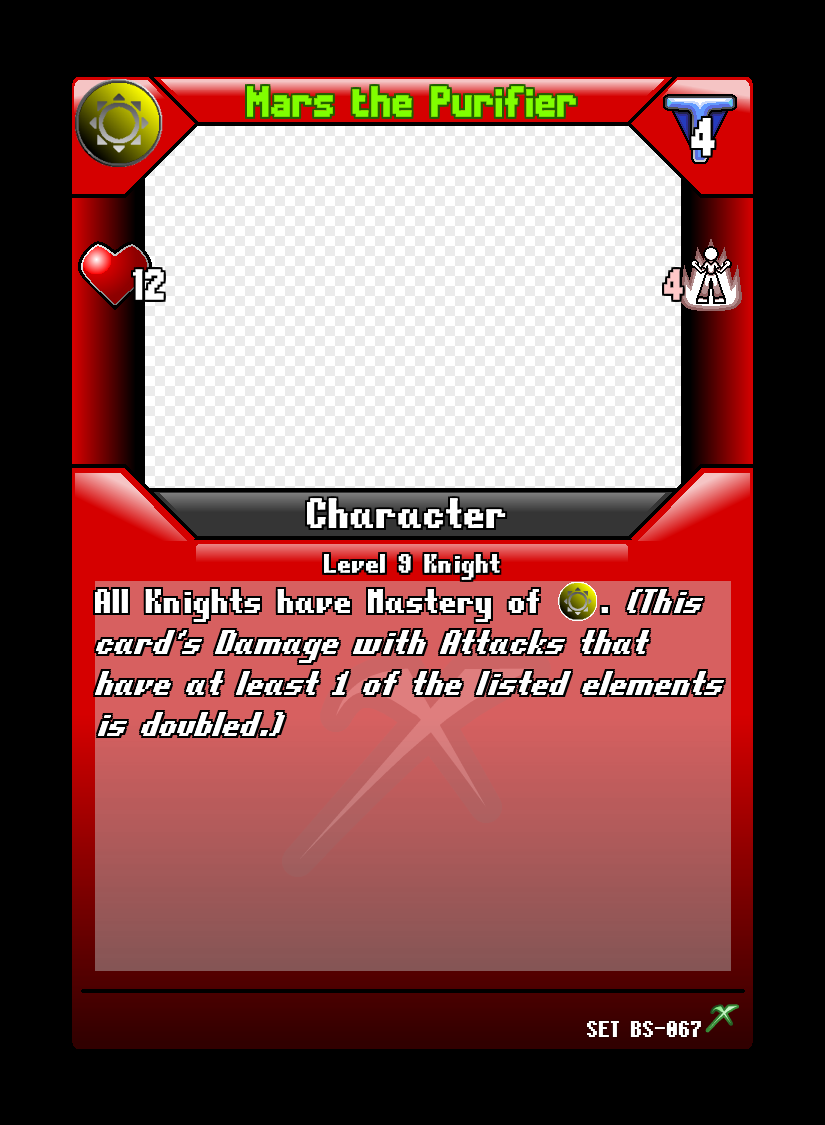 Mars the Purifier
4
12
4
Character
Level 9 Knight
All Knights have Mastery of . (This
card's Damage with Attacks that
have at least 1 of the listed elements
is doubled.)
SET BS-067